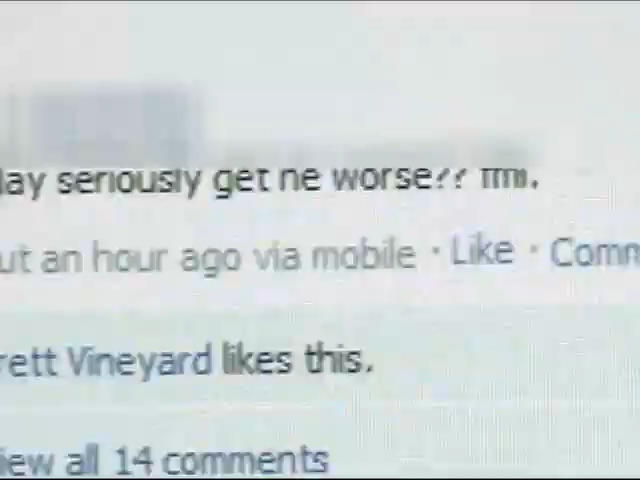 lay seriously get ne worse??
ut an hour ago via mobile · Like · Comm
rett Vineyard likes this.
iew all 14 comments